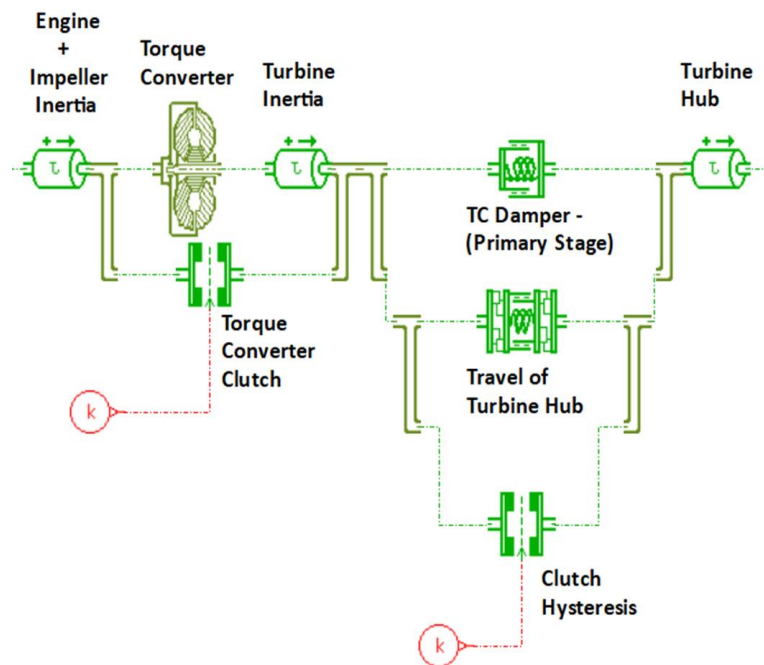 Engine
+
Impeller
Inertia
Torque
Converter
Turbine
Inertia
Turbine
Hub
+
τ
+
τ
+
τ
TC Damper -
(Primary Stage)
Torque
Converter
Clutch
Travel of
Turbine Hub
k
Clutch
Hysteresis
k